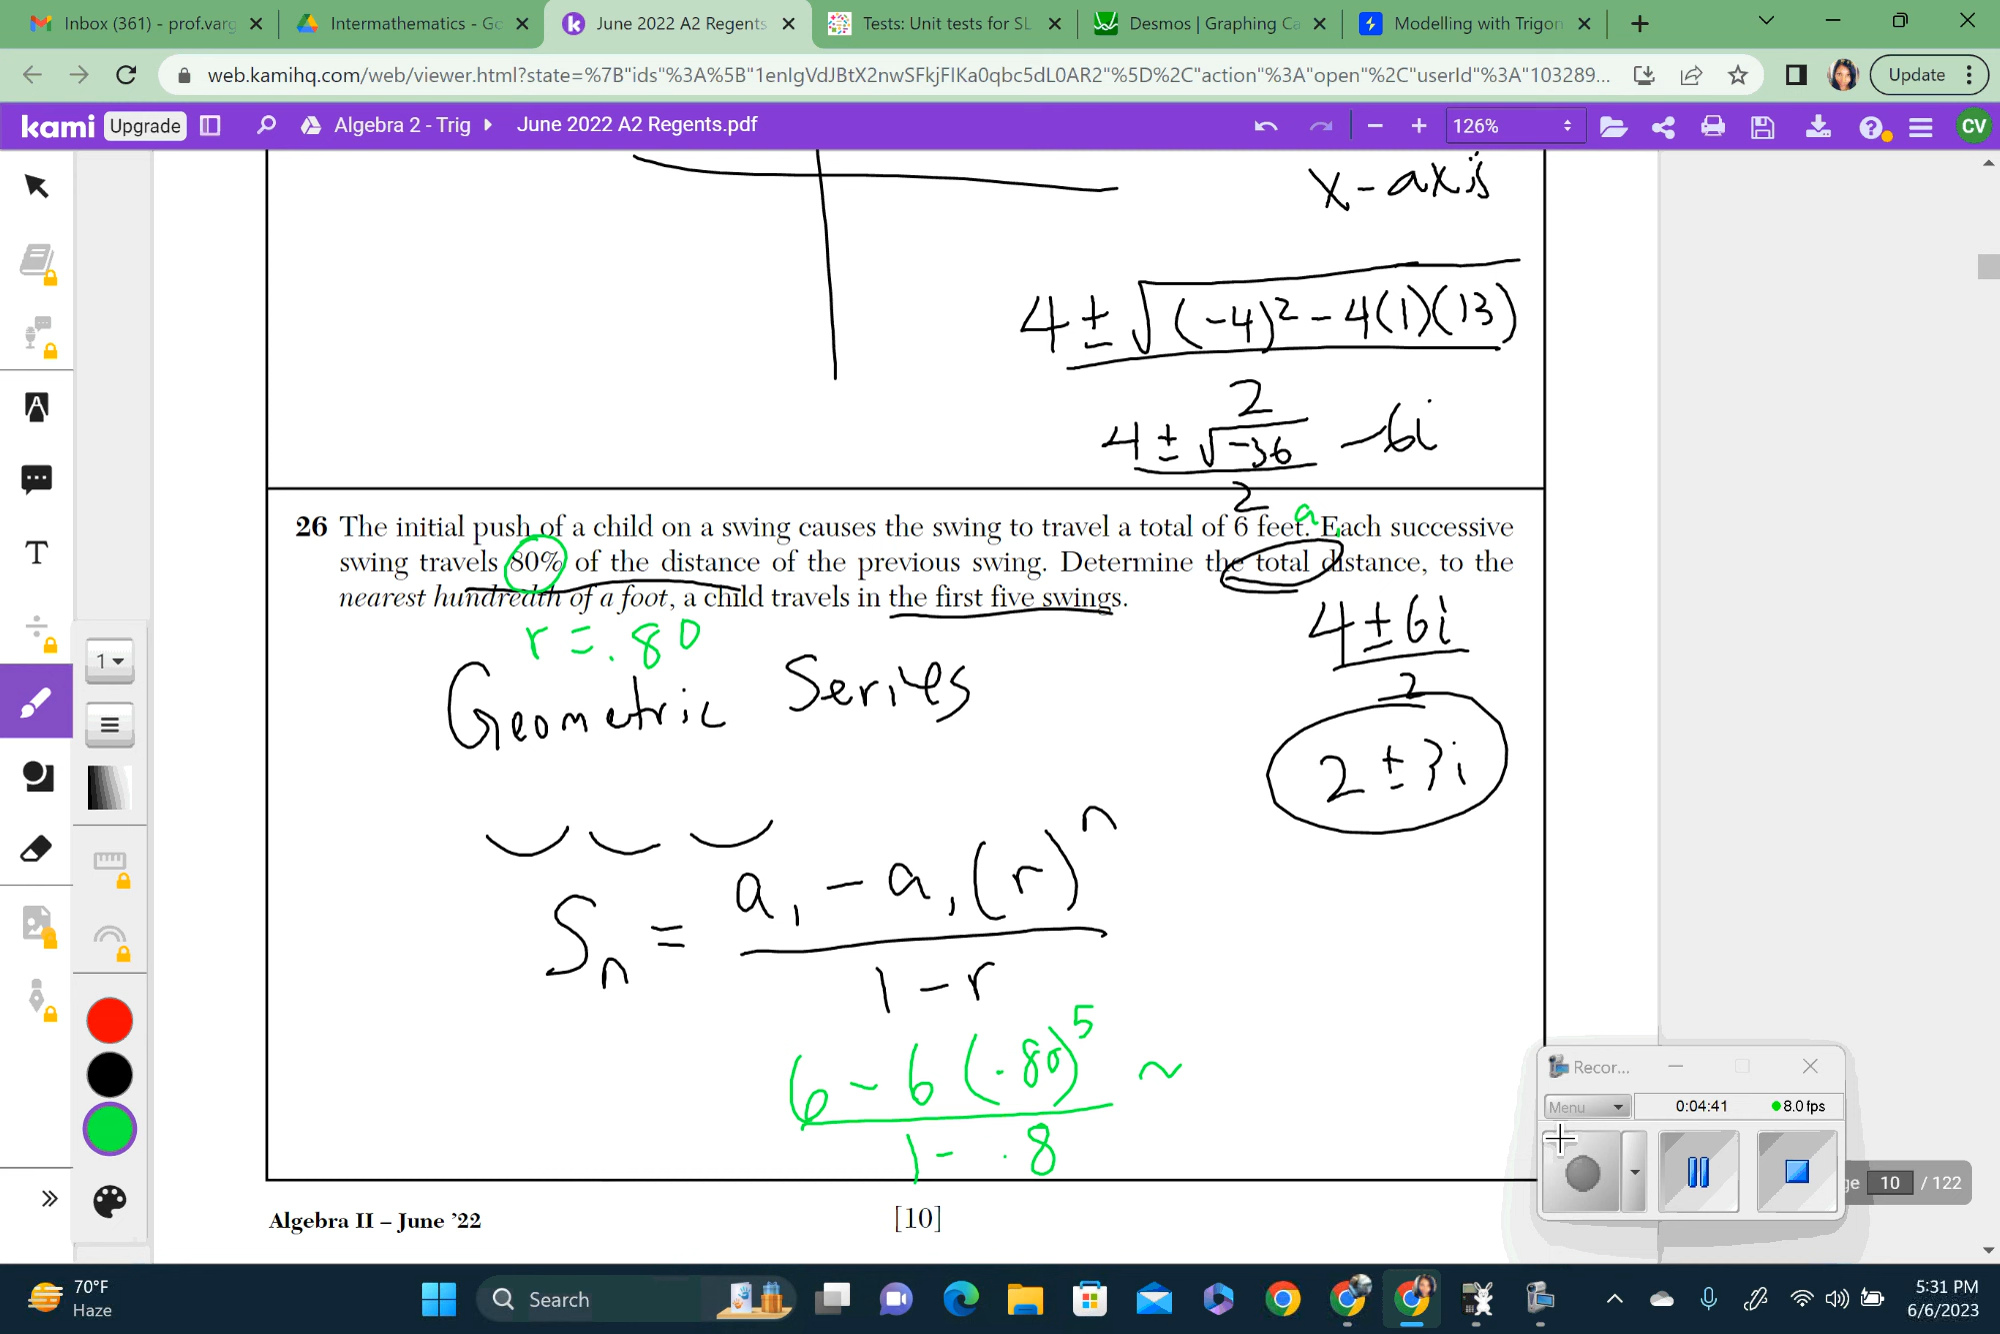 Inbox (361) - prof.varg
Intermathematics - Go
June 2022 A2 Regents
Tests: Unit tests for SL
Desmos | Graphing Ca
Modelling with Trigon
web.kamihq.com/web/viewer.html?state=%7B"ids"%3A%5B"1enIgVdJBtX2nwSFkjFIKa0qbc5dL0AR2"%5D%2C"action"%3A"open"%2C"userId"%3A"103289...
Update
kami Upgrade
Algebra 2 - Trig
June 2022 A2 Regents.pdf
126%
CV
x-axis
4 ± √(-4)² - 4(1)(13)
2
4 ± √-36 -6i
2
a,
26 The initial push of a child on a swing causes the swing to travel a total of 6 feet. Each successive
swing travels 80% of the distance of the previous swing. Determine the total distance, to the
nearest hundredth of a foot, a child travels in the first five swings.
r = .80
4 ± 6i
2
Geometric Series
2 ± 3i
Sn = a₁ - a₁(r)ⁿ
1 - r
6 - 6(.80)⁵ ~
1 - .8
Algebra II – June ’22
[10]
T
1
Recor...
Menu
0:04:41
8.0 fps
ge 10 / 122
70°F
Haze
Search
5:31 PM
6/6/2023